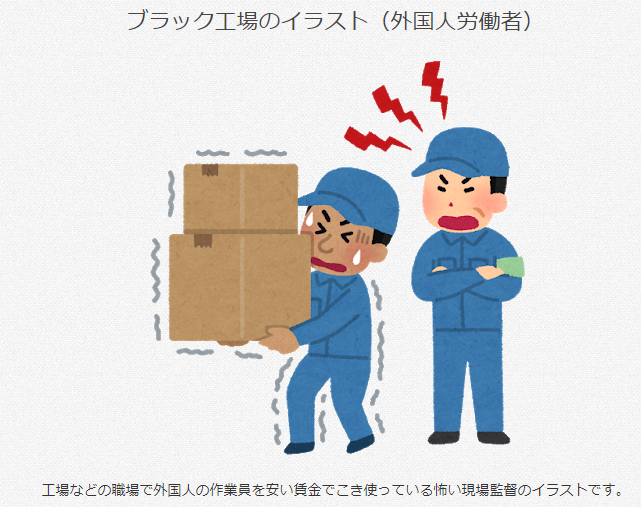 ブラック工場のイラスト（外国人労働者）
工場などの職場で外国人の作業員を安い賃金でこき使っている怖い現場監督のイラストです。